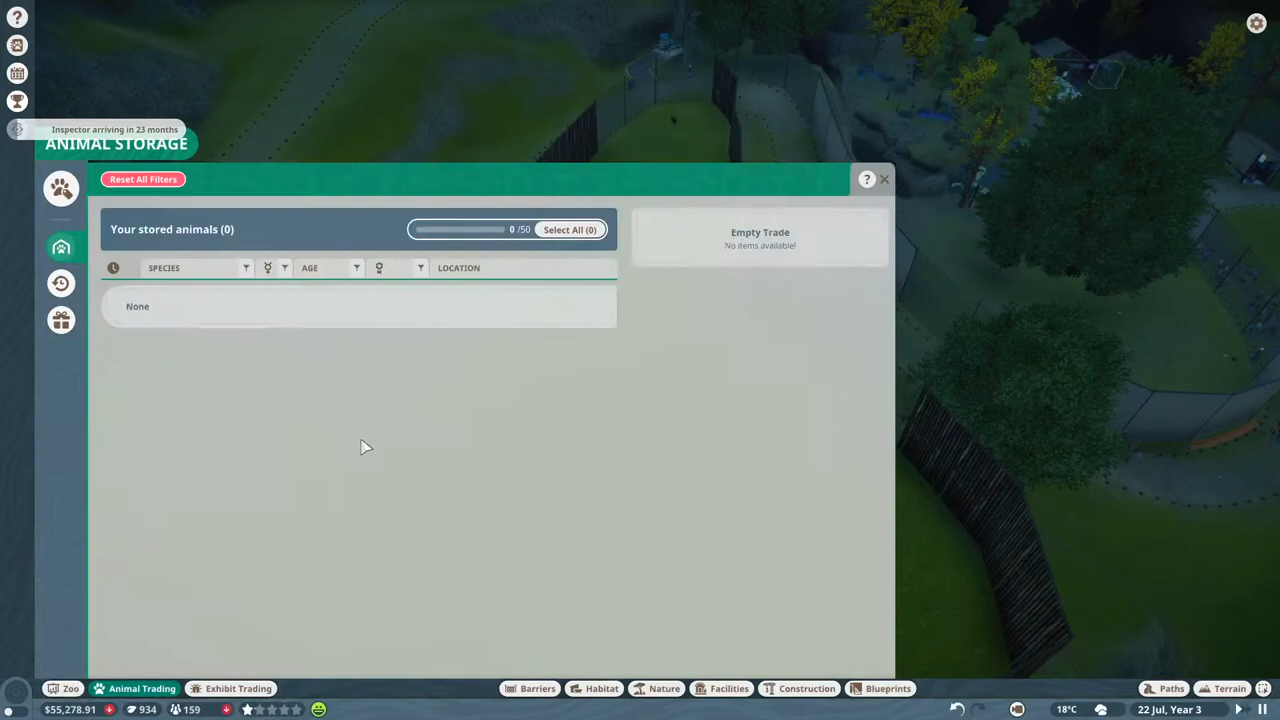 Inspector arriving in 23 months
ANIMAL STORAGE
Reset All Filters
?
Your stored animals (0)
0 /50
Select All (0)
Empty Trade
No items available!
SPECIES
AGE
LOCATION
None
Zoo
Animal Trading
Exhibit Trading
Barriers
Habitat
Nature
Facilities
Construction
Blueprints
Paths
Terrain
$55,278.91
934
159
18°C
22 Jul, Year 3